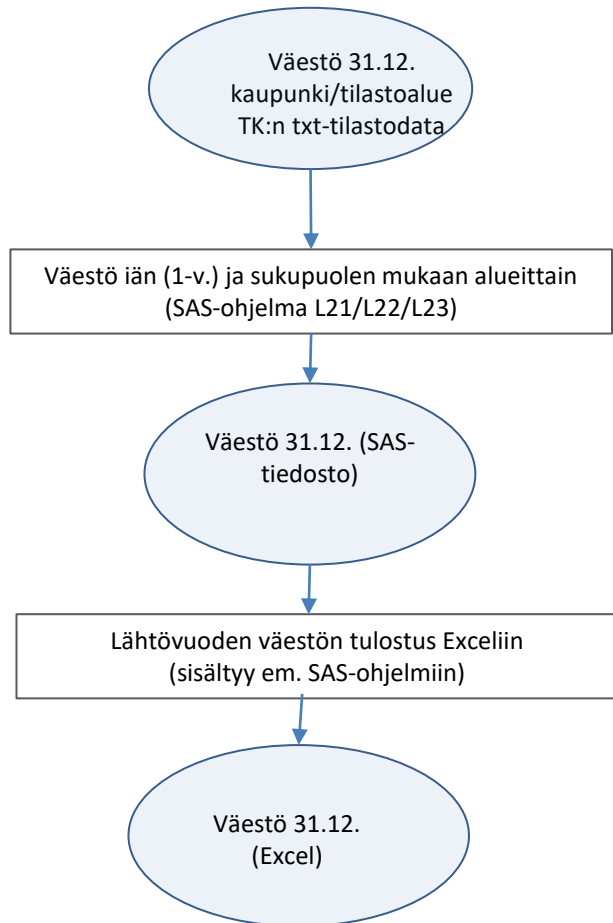 Väestö 31.12.
kaupunki/tilastoalue
TK:n txt-tilastodata
Väestö iän (1-v.) ja sukupuolen mukaan alueittain
(SAS-ohjelma L21/L22/L23)
Väestö 31.12. (SAS-
tiedosto)
Lähtövuoden väestön tulostus Exceliin
(sisältyy em. SAS-ohjelmiin)
Väestö 31.12.
(Excel)